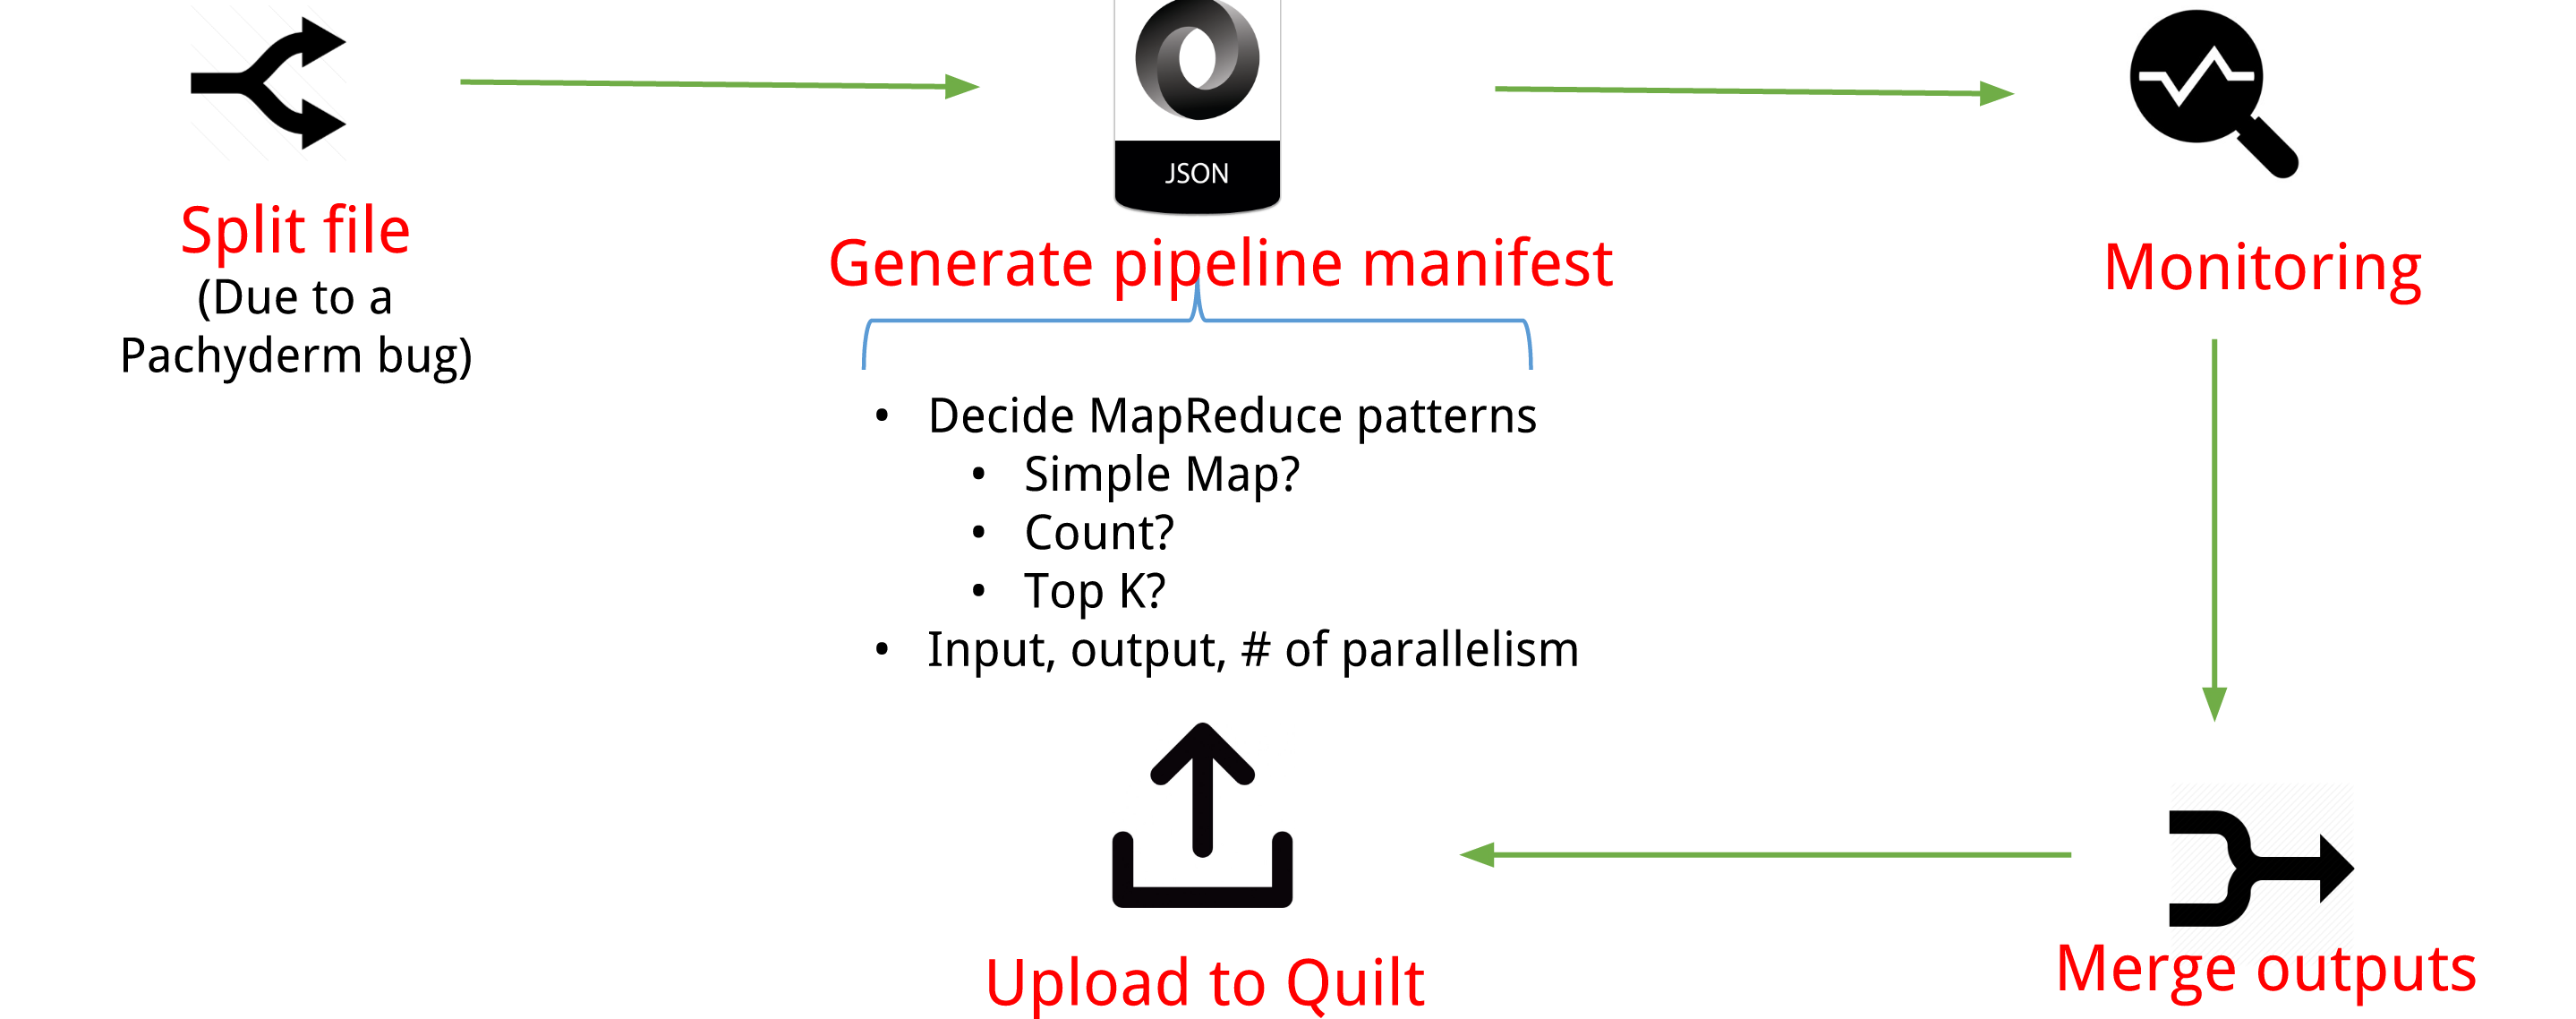 Split file
(Due to a
Pachyderm bug)
JSON
Generate pipeline manifest
• Decide MapReduce patterns
• Simple Map?
• Count?
• Top K?
• Input, output, # of parallelism
Monitoring
Merge outputs
Upload to Quilt